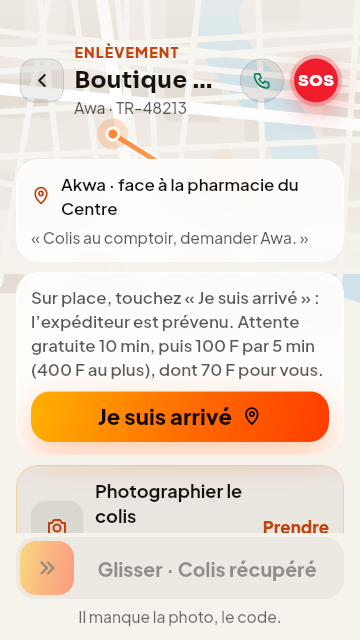 ENLÈVEMENT
Boutique ...
SOS
Awa · TR-48213
Akwa · face à la pharmacie du
Centre
« Colis au comptoir, demander Awa. »
Sur place, touchez « Je suis arrivé » :
l’expéditeur est prévenu. Attente
gratuite 10 min, puis 100 F par 5 min
(400 F au plus), dont 70 F pour vous.
Je suis arrivé
Photographier le
colis
Prendre
Glisser · Colis récupéré
Il manque la photo, le code.